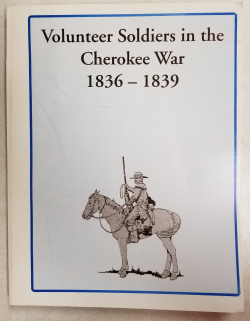 Volunteer Soldiers in the
Cherokee War
1836 – 1839